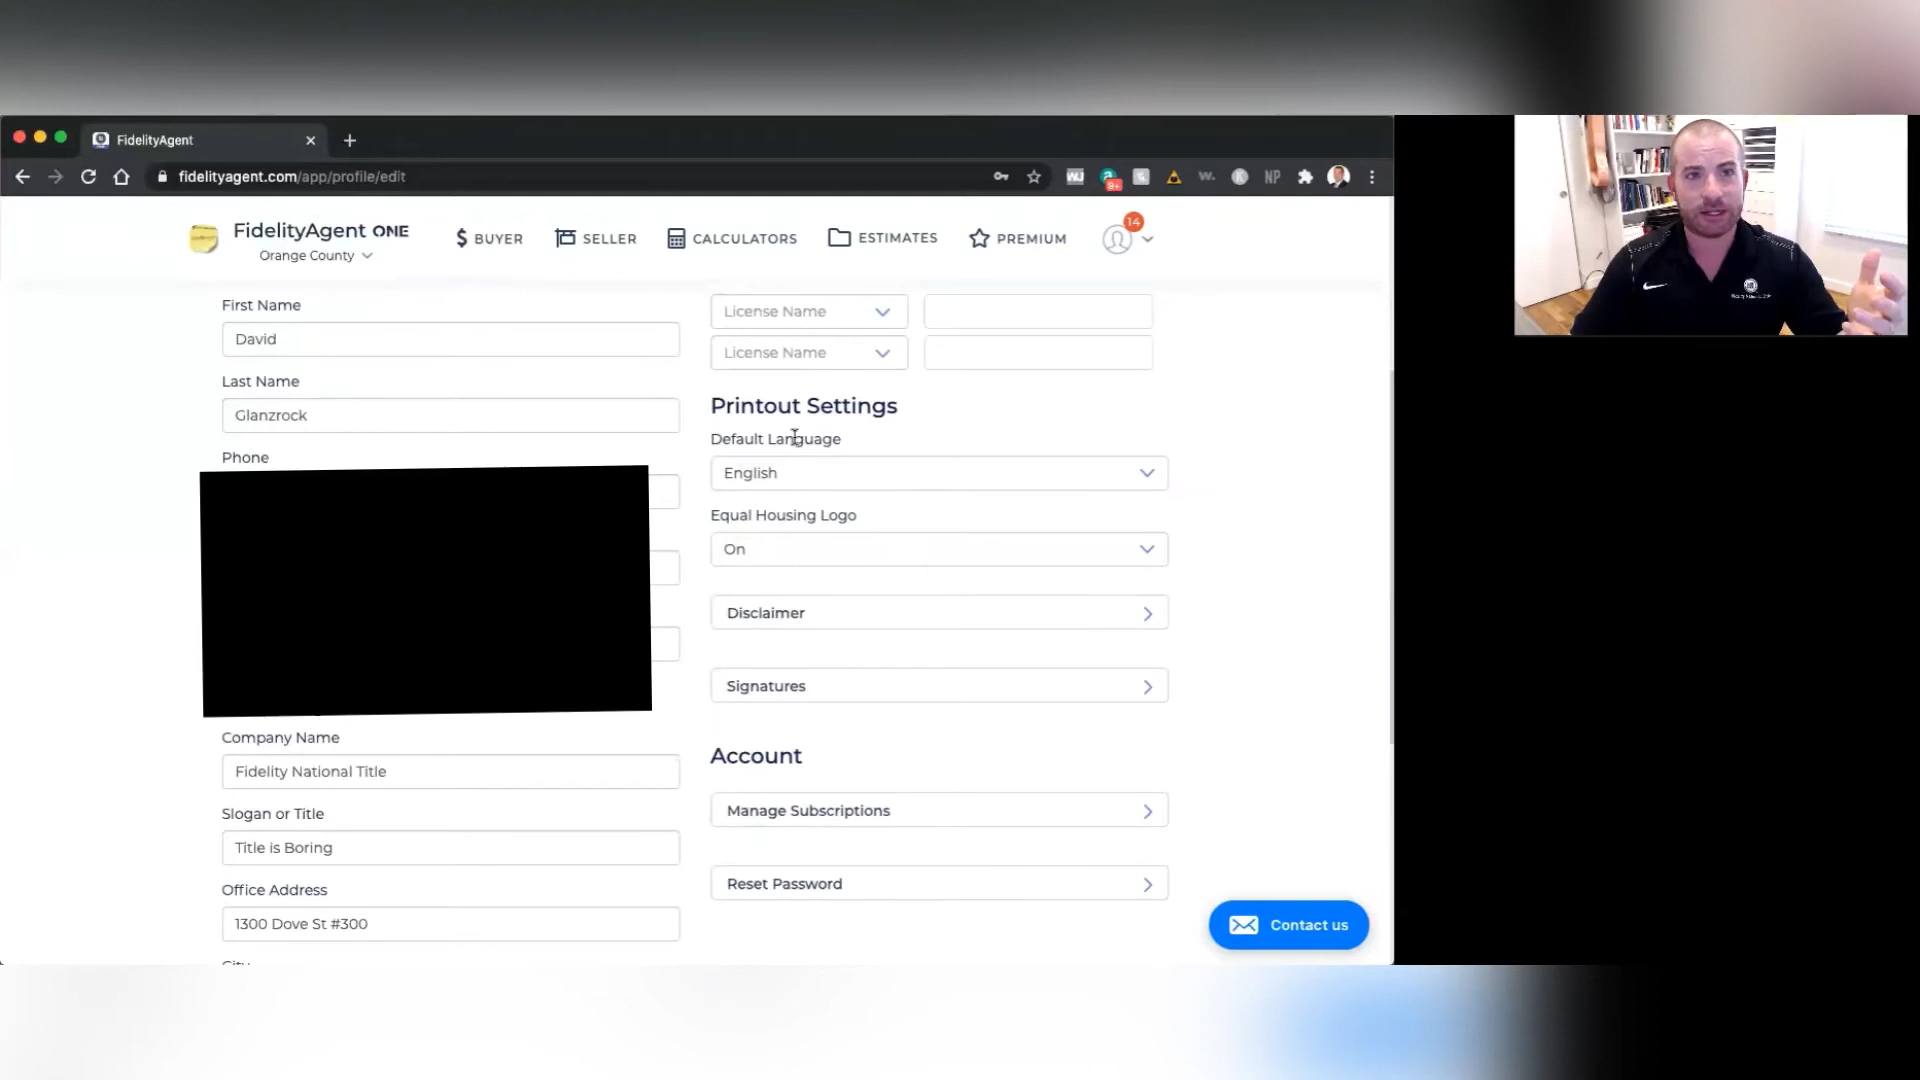 FidelityAgent
fidelityagent.com/app/profile/edit
9+
NP
FidelityAgent ONE
Orange County
BUYER
SELLER
CALCULATORS
ESTIMATES
PREMIUM
14
First Name
David
Last Name
Glanzrock
Phone
Company Name
Fidelity National Title
Slogan or Title
Title is Boring
Office Address
1300 Dove St #300
License Name
License Name
Printout Settings
Default Language
English
Equal Housing Logo
On
Disclaimer
Signatures
Account
Manage Subscriptions
Reset Password
Contact us